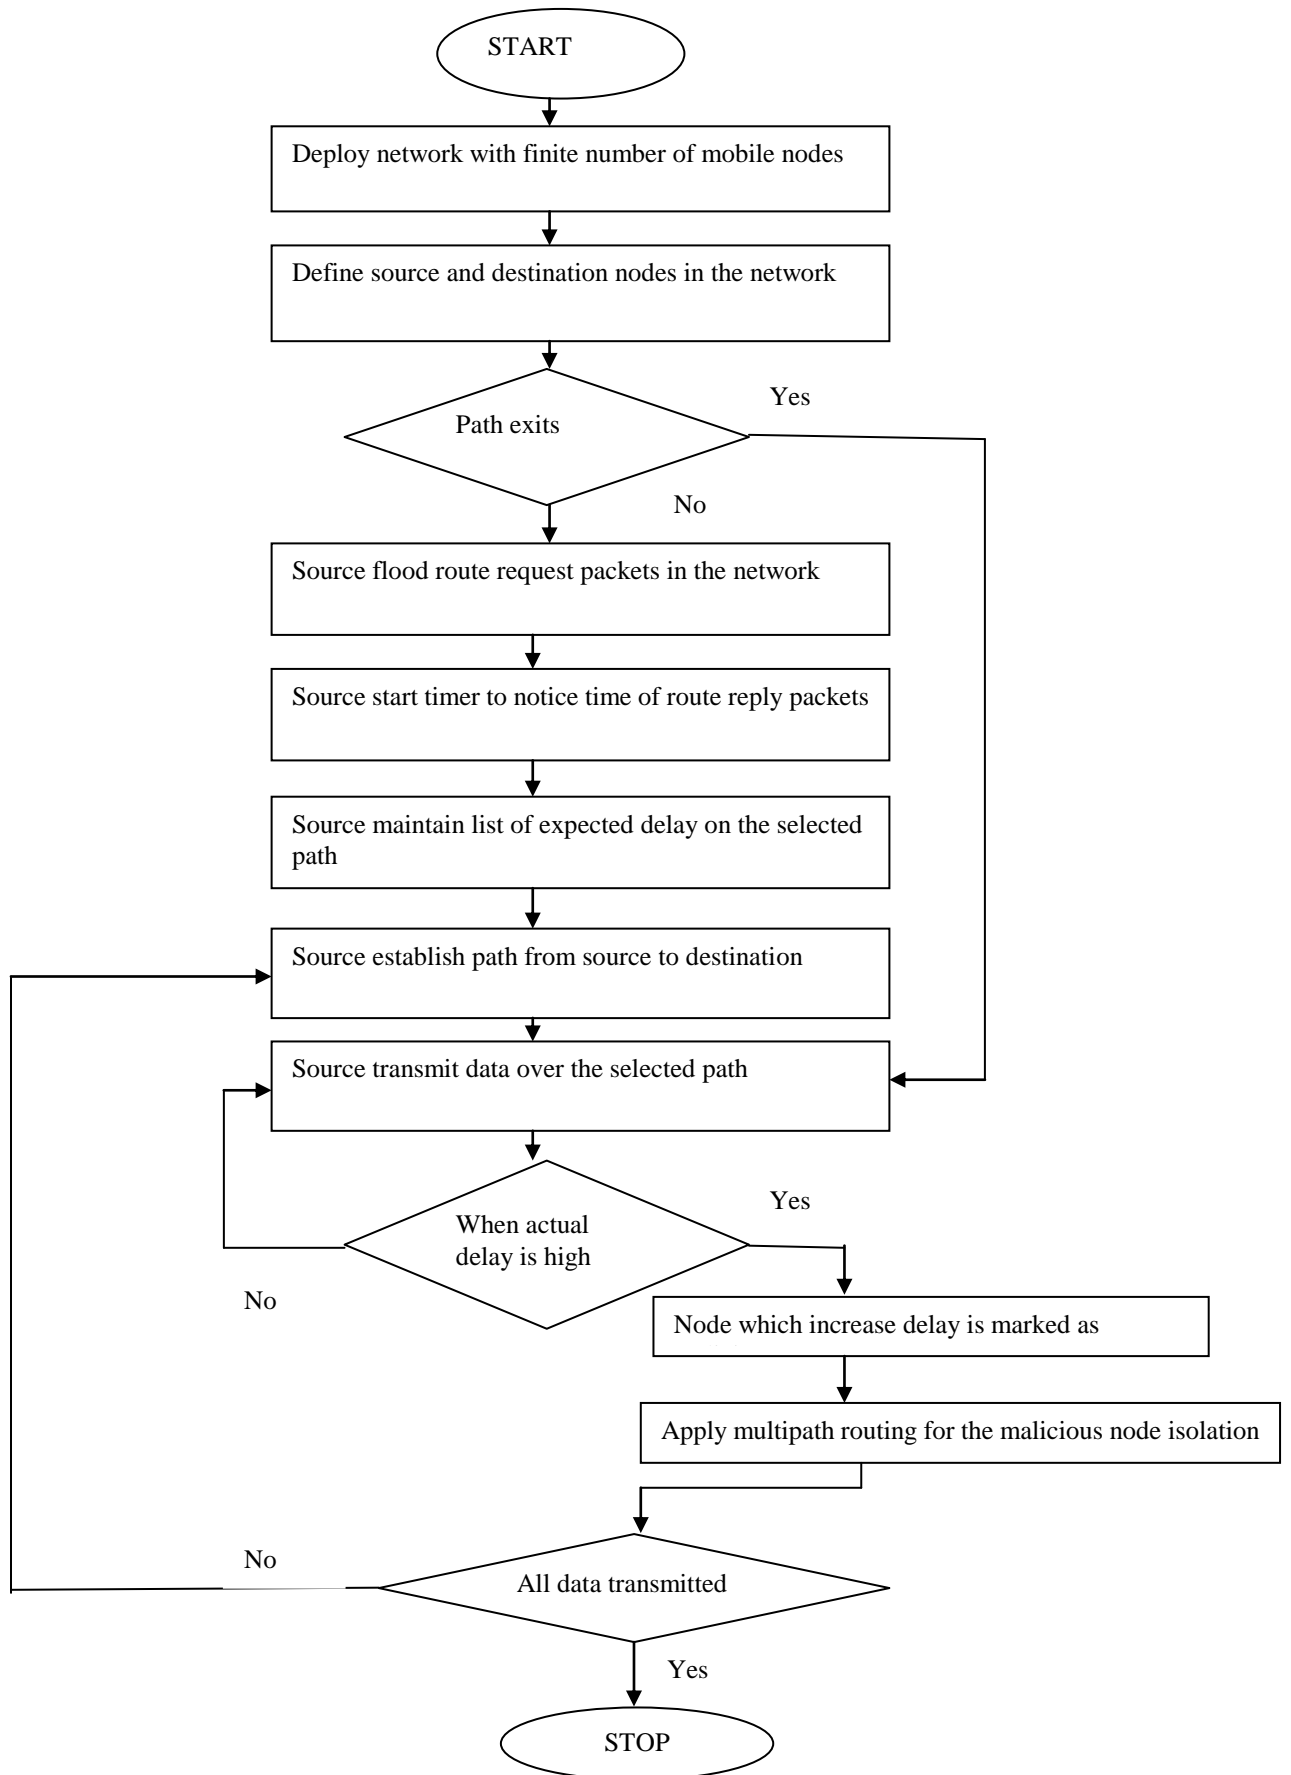 START
Deploy network with finite number of mobile nodes
Define source and destination nodes in the network
Yes
Path exits
No
Source flood route request packets in the network
Source start timer to notice time of route reply packets
Source maintain list of expected delay on the selected
path
Source establish path from source to destination
Source transmit data over the selected path
Yes
When actual
delay is high
No
Node which increase delay is marked as
Apply multipath routing for the malicious node isolation
No
All data transmitted
Yes
STOP